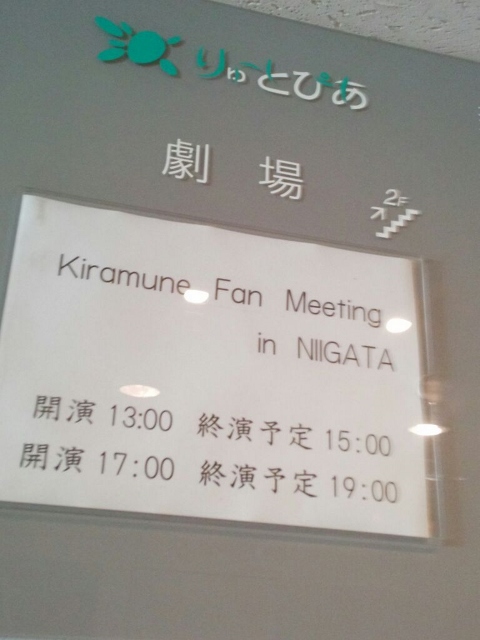 りゅーとぴあ
劇場
2F
Kiramune Fan Meeting
in NIIGATA
開演 13:00 終演予定 15:00
開演 17:00 終演予定 19:00